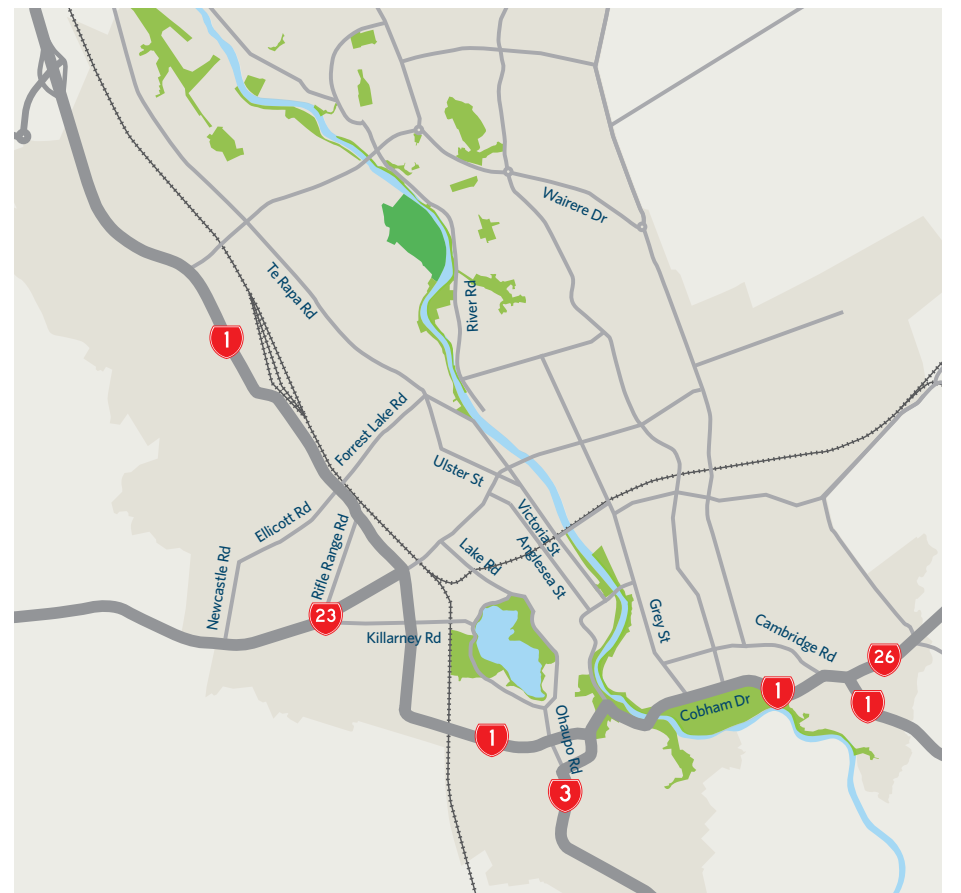 Wairere Dr
Te Rapa Rd
River Rd
1
Forrest Lake Rd
Ulster St
Ellicott Rd
Victoria St
Anglesea St
Rifle Range Rd
Newcastle Rd
Lake Rd
23
Killarney Rd
Grey St
Cambridge Rd
26
1
1
Cobham Dr
Ohaupo Rd
1
3